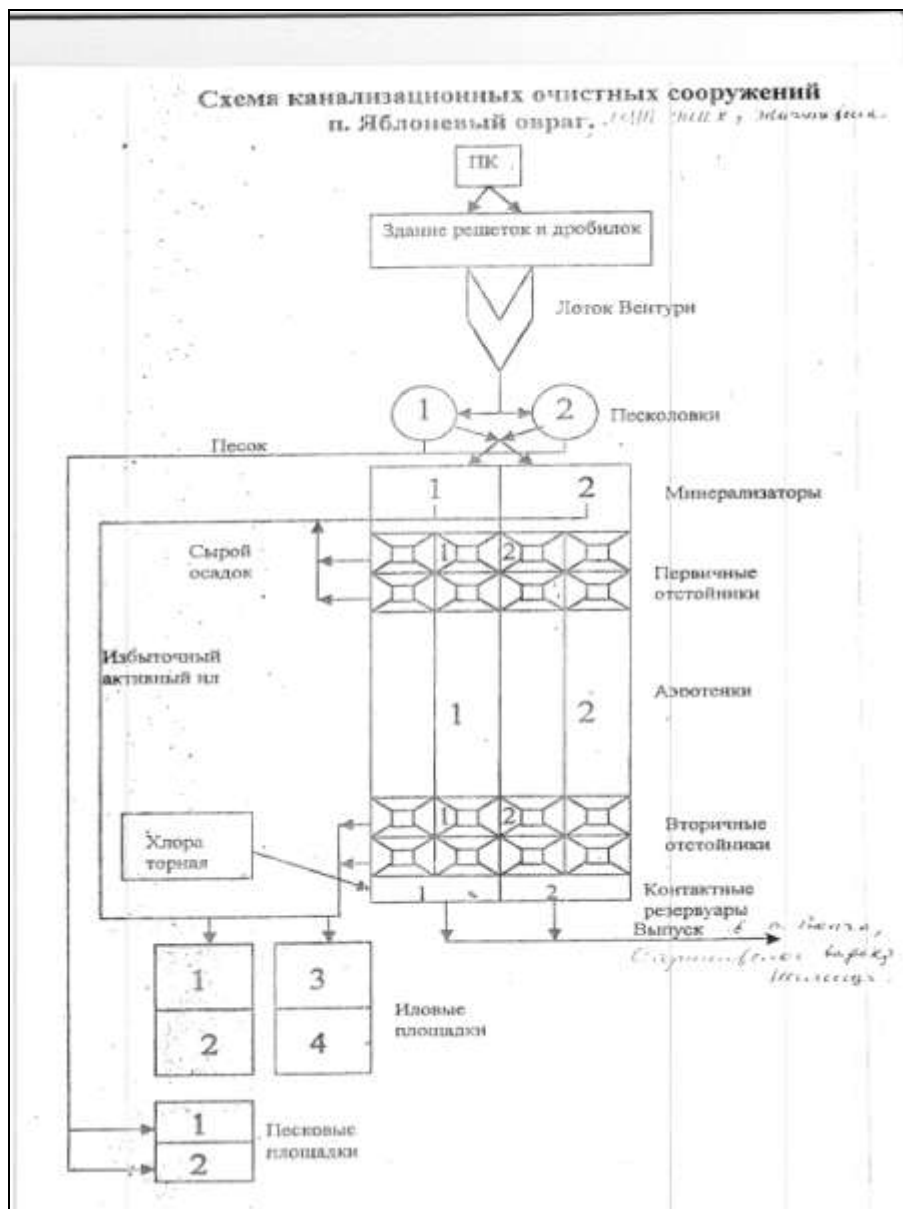 Схема канализационных очистных сооружений
п. Яблоневый овраг,
ПК
Здание решеток и дробилок
Лоток Вентури
1
2
Песколовки
Песок
1
2
Минерализаторы
Сырой
осадок
1
2
Первичные
отстойники
Избыточный
активный ил
1
2
Аэротенки
1
2
Вторичные
отстойники
Хлора
торная
1
2
Контактные
резервуары
Выпуск в
1
3
2
4
Иловые
площадки
1
2
Песковые
площадки